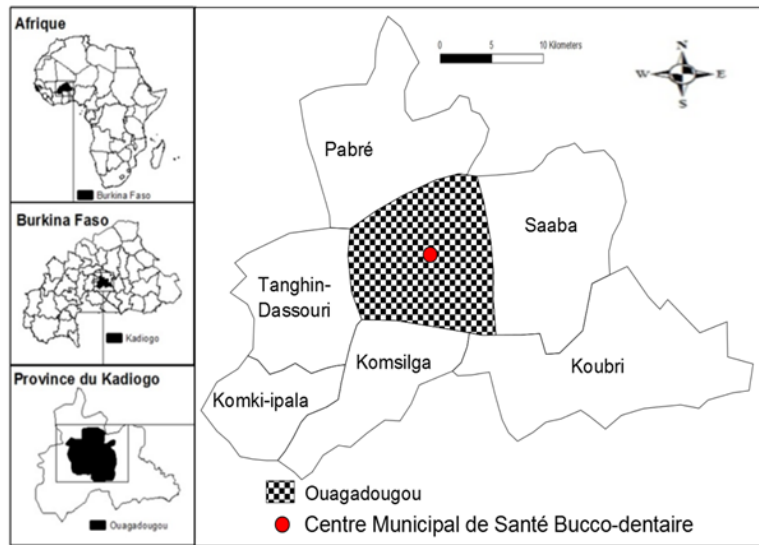 Afrique
Burkina Faso
Burkina Faso
Kadiogo
Province du Kadiogo
Ouagadougou
0 5 10 Kilometers
N
W E
S
Pabré
Saaba
Tanghin-
Dassouri
Komsilga
Koubri
Komki-ipala
Ouagadougou
Centre Municipal de Santé Bucco-dentaire